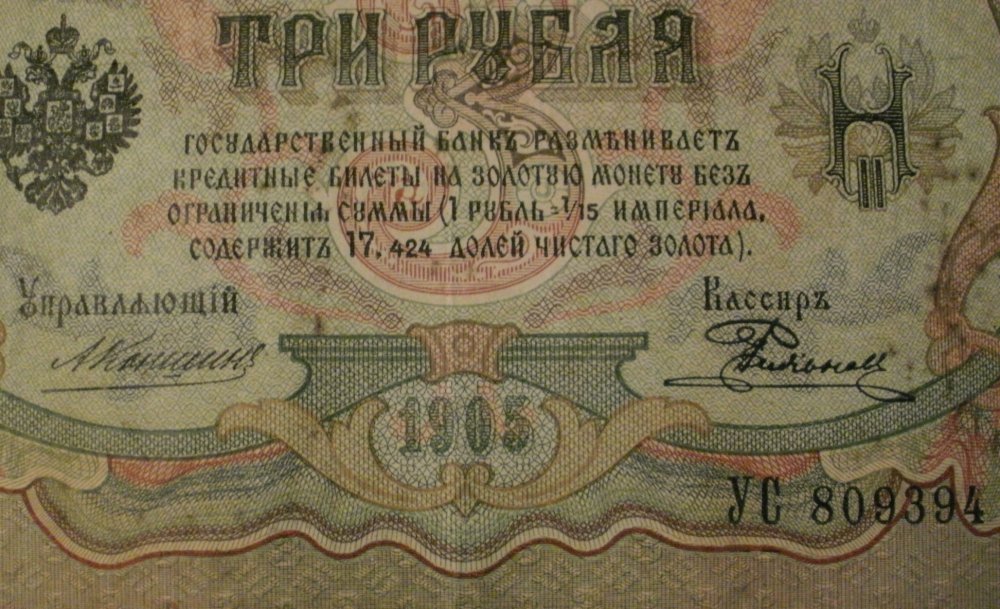 ТРИ РУБЛЯ
ГОСУДАРСТВЕННЫЙ БАНКЪ РАЗМѢНИВАЕТЪ
КРЕДИТНЫЕ БИЛЕТЫ НА ЗОЛОТУЮ МОНЕТУ БЕЗЪ
ОГРАНИЧЕНІЯ СУММЫ (1 РУБЛЬ = 1/15 ИМПЕРІАЛА,
СОДЕРЖИТЪ 17,424 ДОЛЕЙ ЧИСТАГО ЗОЛОТА).
Управляющій Кассиръ
1905
УС 809394